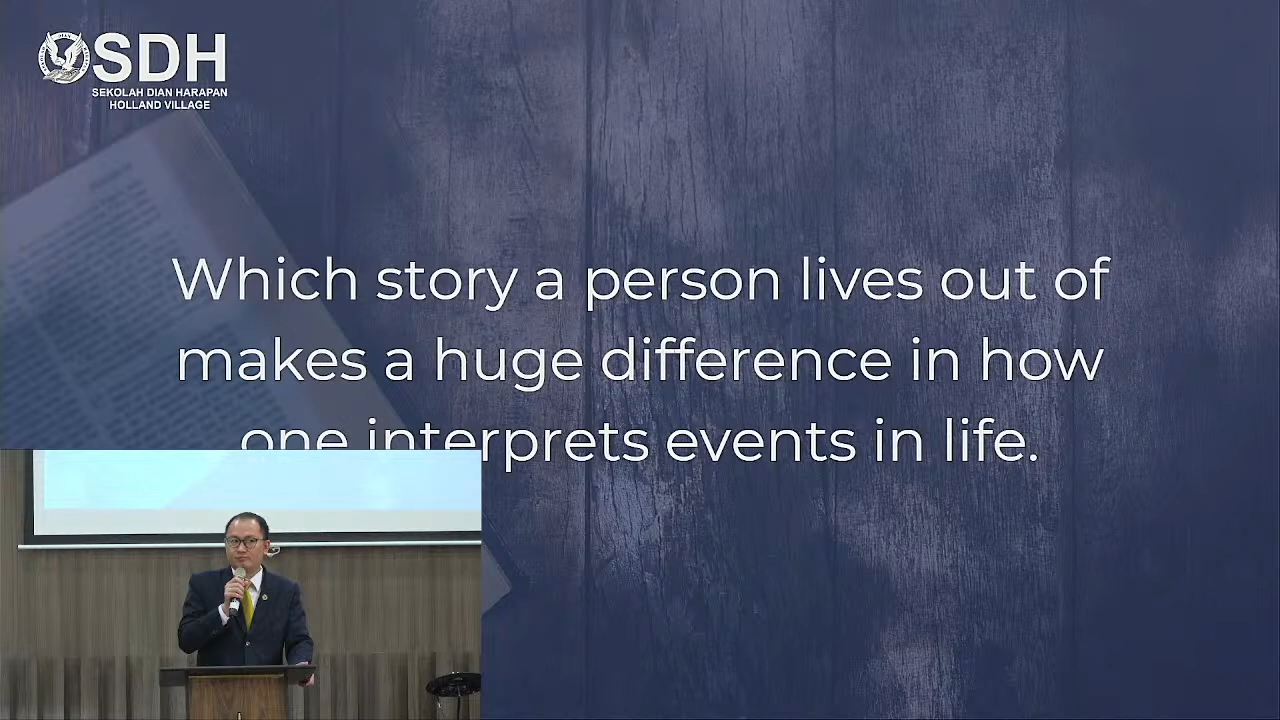 SDH
SEKOLAH DIAN HARAPAN
HOLLAND VILLAGE
Which story a person lives out of
makes a huge difference in how
one interprets events in life.